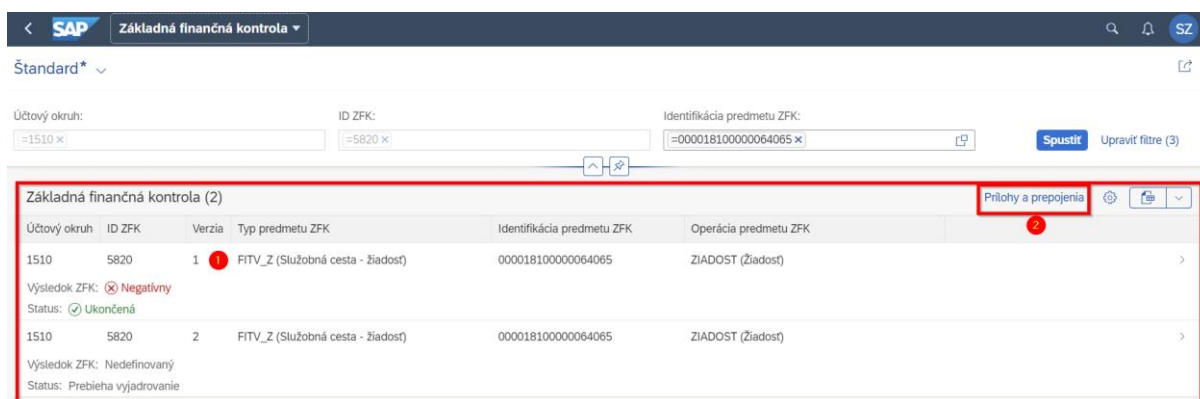 SAP Základná finančná kontrola SZ
Štandard*
Účtový okruh: ID ZFK: Identifikácia predmetu ZFK:
=1510 =5820 =000018100000064065 Spustiť Upraviť filtre (3)
Základná finančná kontrola (2) Prílohy a prepojenia
2
Účtový okruh ID ZFK Verzia Typ predmetu ZFK Identifikácia predmetu ZFK Operácia predmetu ZFK
1510 5820 1 1 FITV_Z (Služobná cesta - žiadosť) 000018100000064065 ZIADOST (Žiadosť)
Výsledok ZFK: Negatívny
Status: Ukončená
1510 5820 2 FITV_Z (Služobná cesta - žiadosť) 000018100000064065 ZIADOST (Žiadosť)
Výsledok ZFK: Nedefinovaný
Status: Prebieha vyjadrovanie